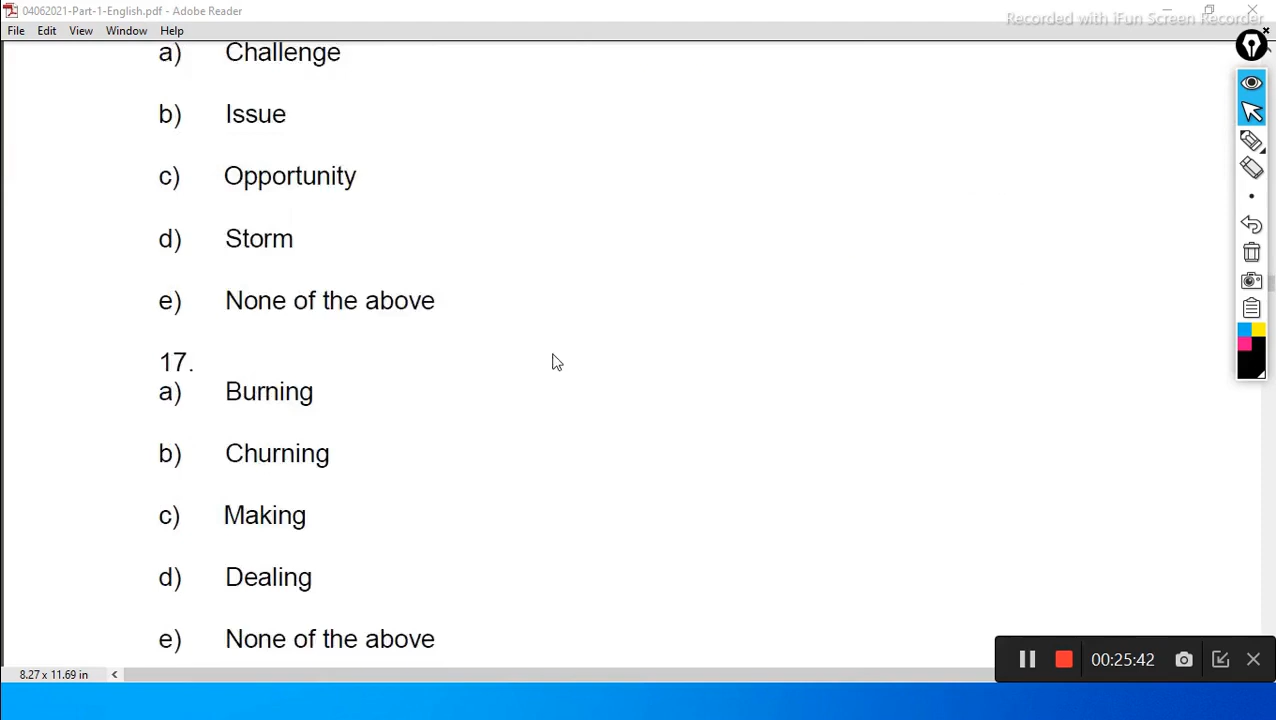 04062021-Part-1-English.pdf - Adobe Reader
Recorded with iFun Screen Recorder
File Edit View Window Help
a) Challenge
b) Issue
c) Opportunity
d) Storm
e) None of the above
17.
a) Burning
b) Churning
c) Making
d) Dealing
e) None of the above
8.27 x 11.69 in
00:25:42